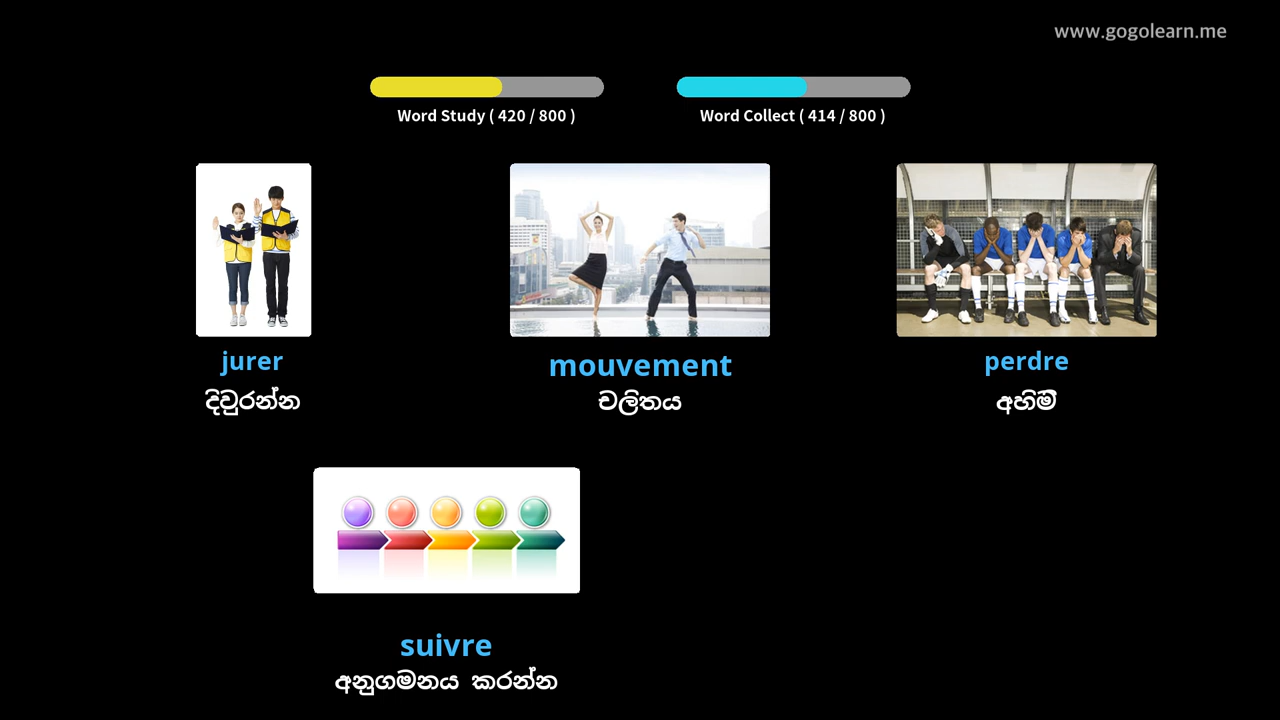 www.gogolearn.me
Word Study ( 420 / 800 )
Word Collect ( 414 / 800 )
jurer
දිවුරන්න
mouvement
චලිතය
perdre
අහිමි
suivre
අනුගමනය කරන්න